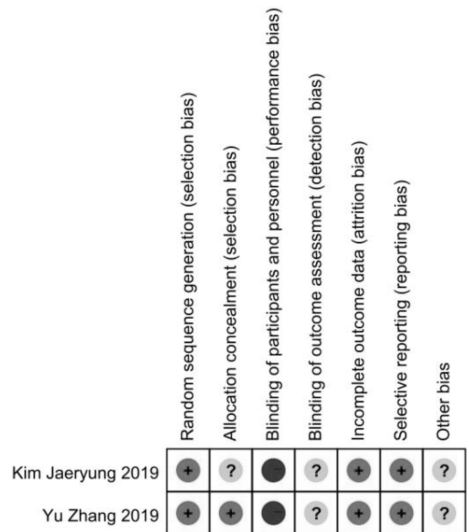 Random sequence generation (selection bias)
Allocation concealment (selection bias)
Blinding of participants and personnel (performance bias)
Blinding of outcome assessment (detection bias)
Incomplete outcome data (attrition bias)
Selective reporting (reporting bias)
Other bias
Kim Jaeryung 2019 + ? - ? + + ?
Yu Zhang 2019 + + - ? + + ?